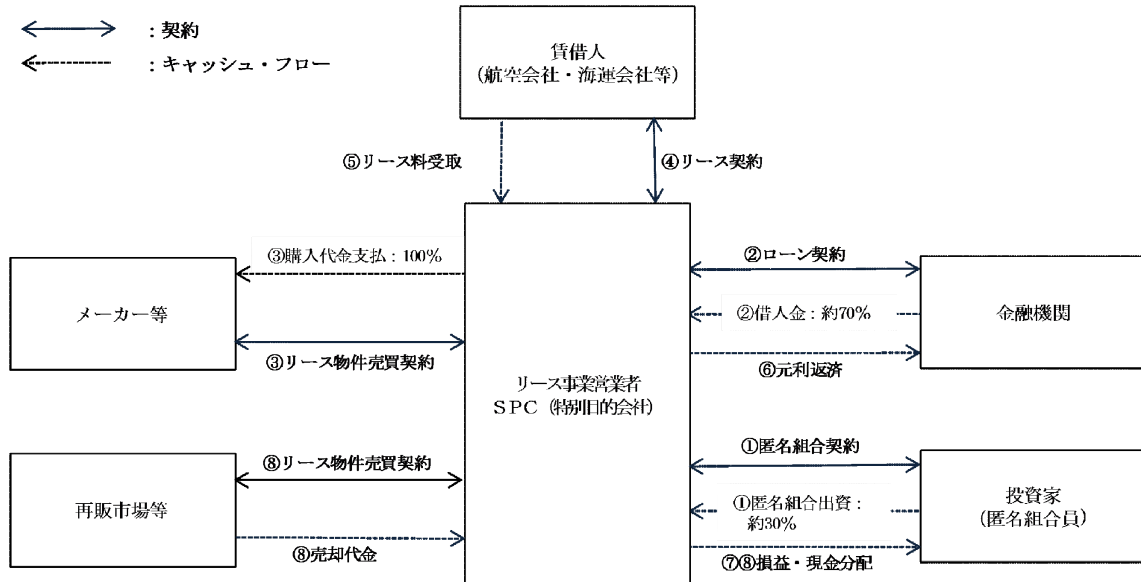 ：契約
：キャッシュ・フロー
賃借人
（航空会社・海運会社等）
⑤リース料受取
④リース契約
③購入代金支払：100%
メーカー等
③リース物件売買契約
②ローン契約
②借入金：約70%
金融機関
⑥元利返済
リース事業営業者
ＳＰＣ（特別目的会社）
⑧リース物件売買契約
再販市場等
⑧売却代金
①匿名組合契約
①匿名組合出資：
約30%
投資家
（匿名組合員）
⑦⑧損益・現金分配